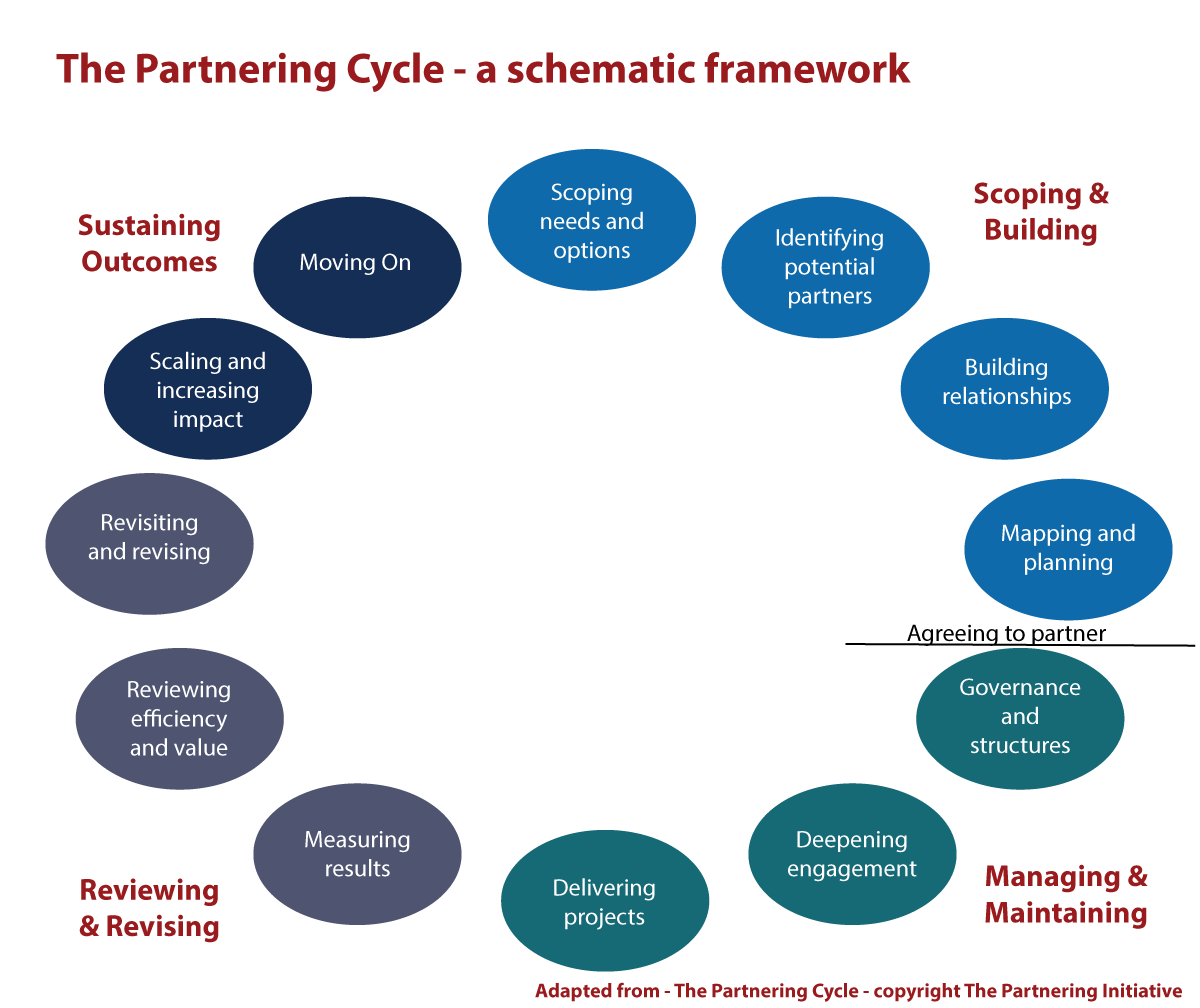 The Partnering Cycle - a schematic framework
Scoping
needs and
options
Identifying
potential
partners
Scoping &
Building
Building
relationships
Mapping and
planning
Agreeing to partner
Governance
and
structures
Deepening
engagement
Managing &
Maintaining
Delivering
projects
Measuring
results
Reviewing
& Revising
Reviewing
efficiency
and value
Revisiting
and revising
Scaling and
increasing
impact
Moving On
Sustaining
Outcomes
Adapted from - The Partnering Cycle - copyright The Partnering Initiative